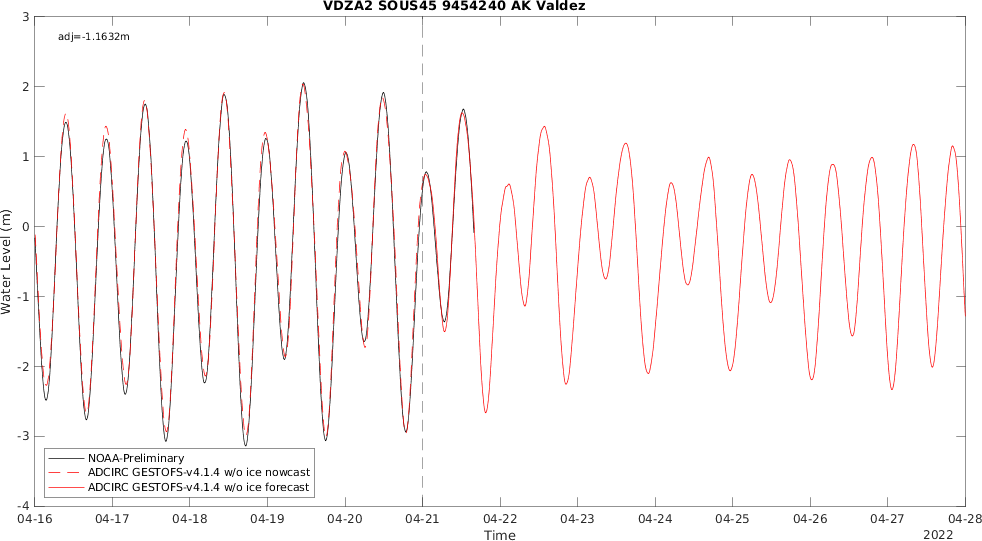 VDZA2 SOUS45 9454240 AK Valdez
adj=-1.1632m
3
2
1
0
-1
-2
-3
-4
Water Level (m)
NOAA-Preliminary
ADCIRC GESTOFS-v4.1.4 w/o ice nowcast
ADCIRC GESTOFS-v4.1.4 w/o ice forecast
04-16 04-17 04-18 04-19 04-20 04-21 04-22 04-23 04-24 04-25 04-26 04-27 04-28
Time
2022